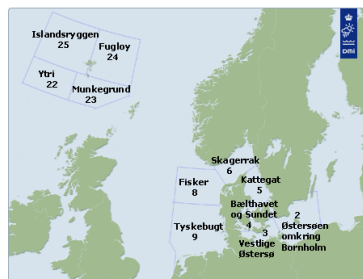 Islandsryggen
25
Fugloy
24
Ytri
22
Munkegrund
23
DMI
Skagerrak
6
Kattegat
5
Fisker
8
Bælthavet
og Sundet
4
3
2
Tyskebugt
9
Vestlige
Østersø
Østersøen
omkring
Bornholm